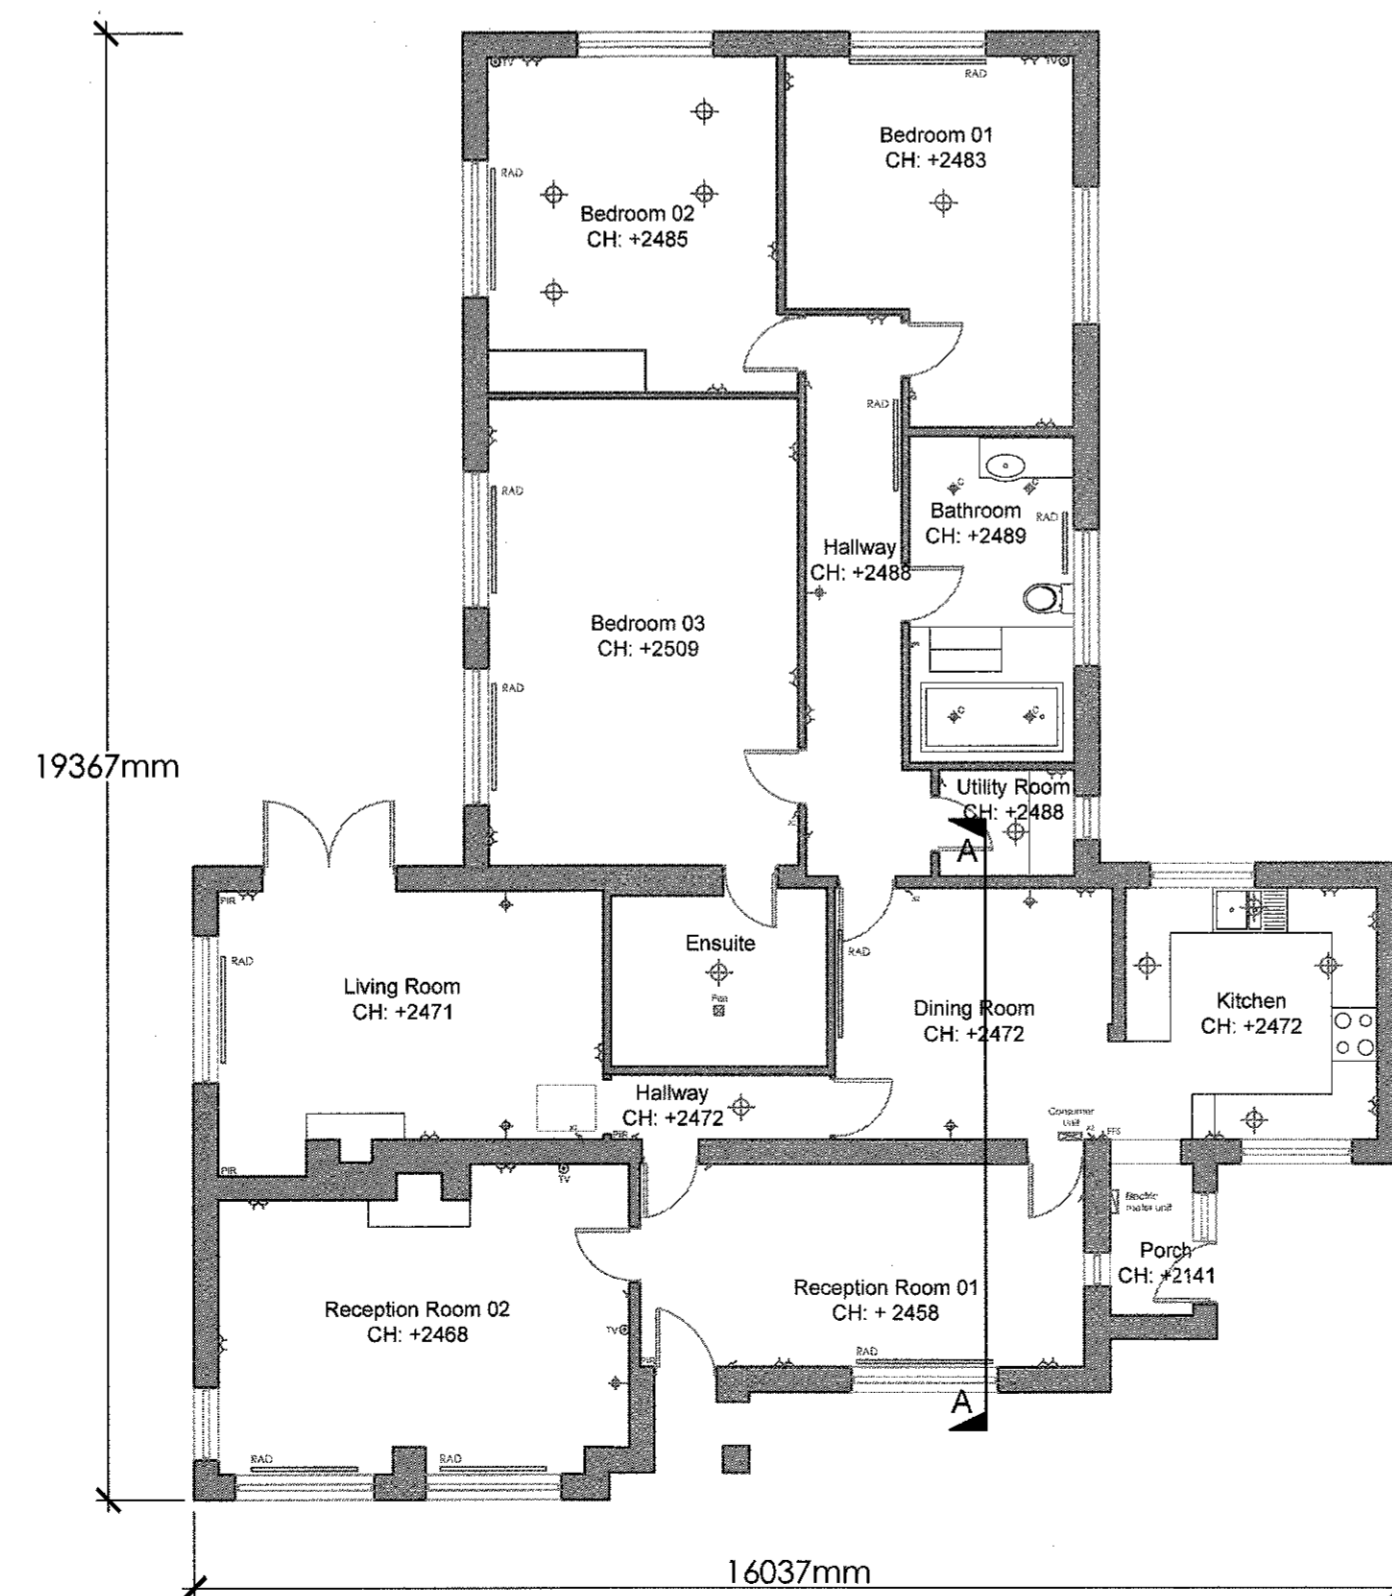 TV
TV
RAD
Bedroom 01
CH: +2483
RAD
Bedroom 02
CH: +2485
RAD
RAD
C
C
Bathroom
CH: +2489
RAD
Hallway
CH: +2488
Bedroom 03
CH: +2509
RAD
C
C
19367mm
Utility Room
CH: +2488
A
PIR
Ensuite
RAD
RAD
Living Room
CH: +2471
Fan
Dining Room
CH: +2472
Kitchen
CH: +2472
Hallway
CH: +2472
Consumer
unit
PIR
PIR
TV
Electric
meter unit
Porch
CH: +2141
Reception Room 01
CH: + 2458
Reception Room 02
CH: +2468
TV
PIR
RAD
A
RAD
RAD
16037mm